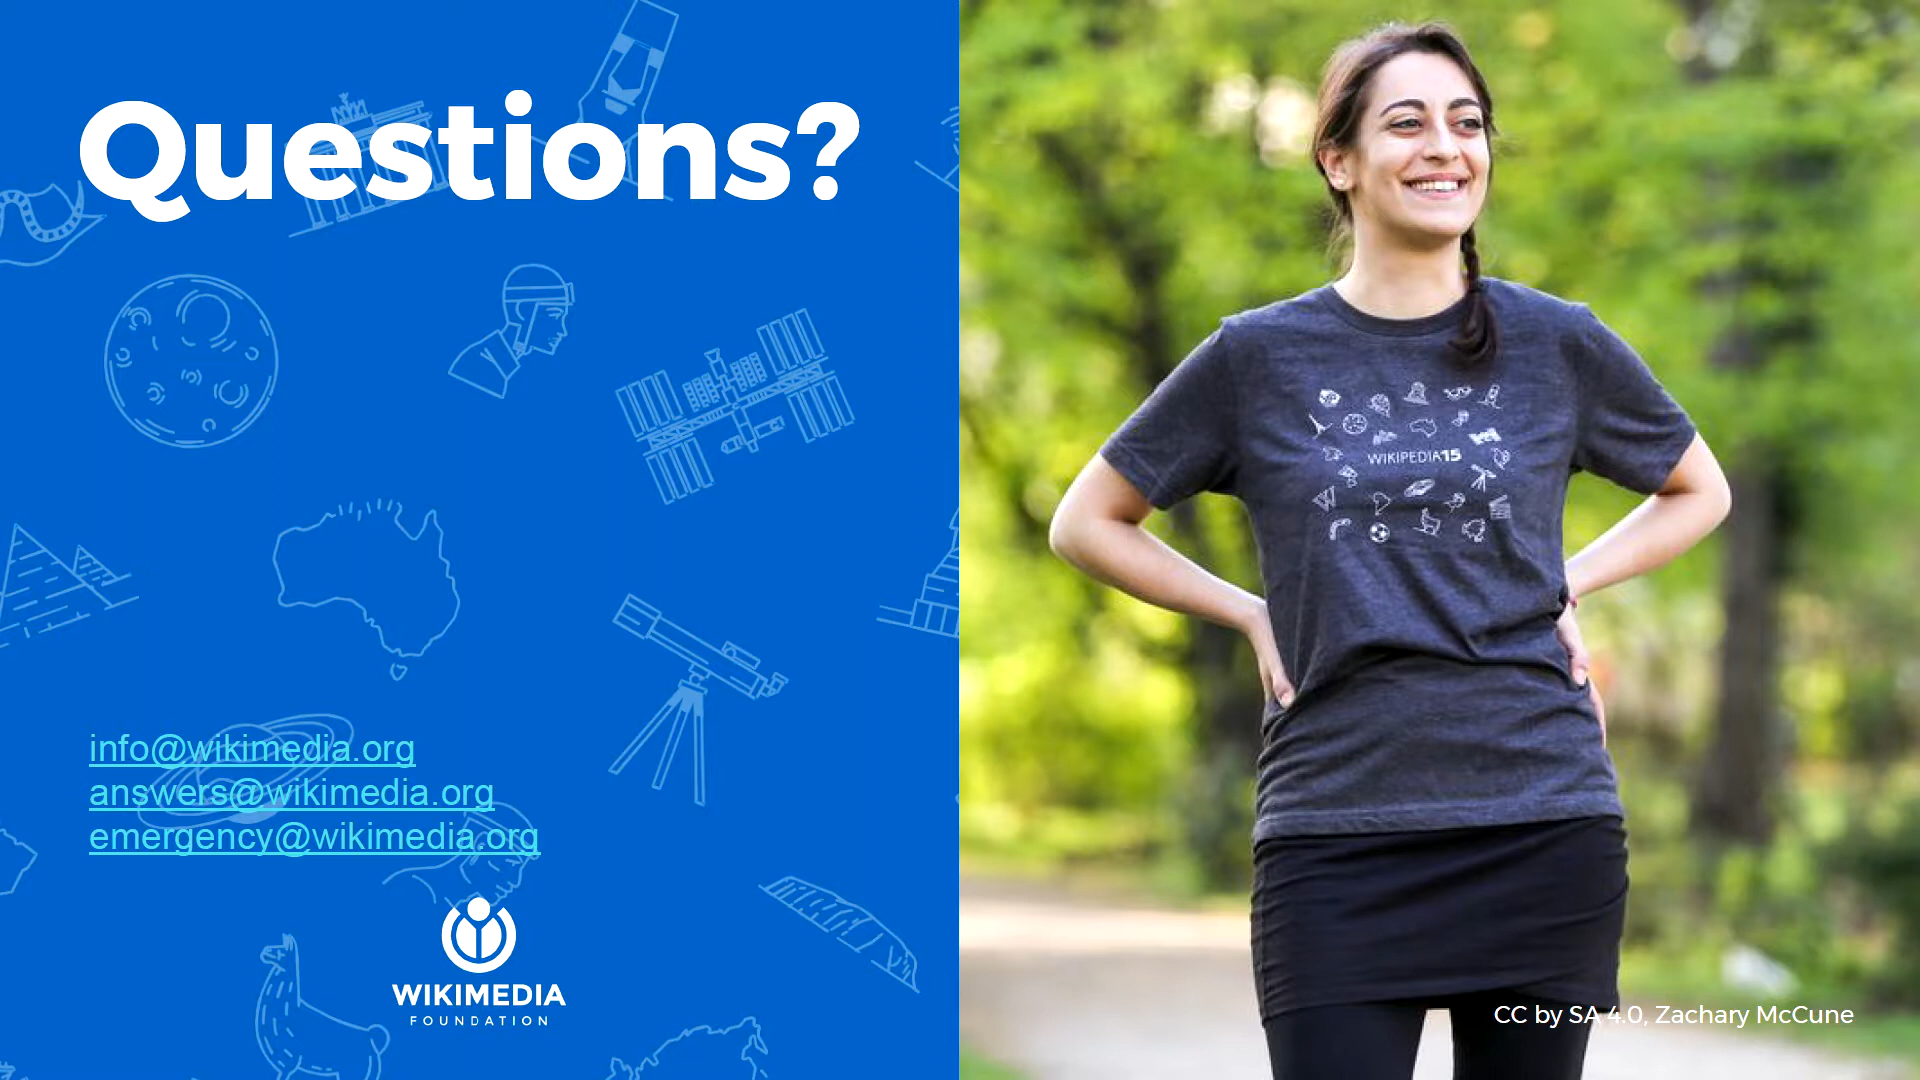 Questions?
info@wikimedia.org
answers@wikimedia.org
emergency@wikimedia.org
WIKIMEDIA
FOUNDATION
WIKIPEDIA15
CC by SA 4.0, Zachary McCune